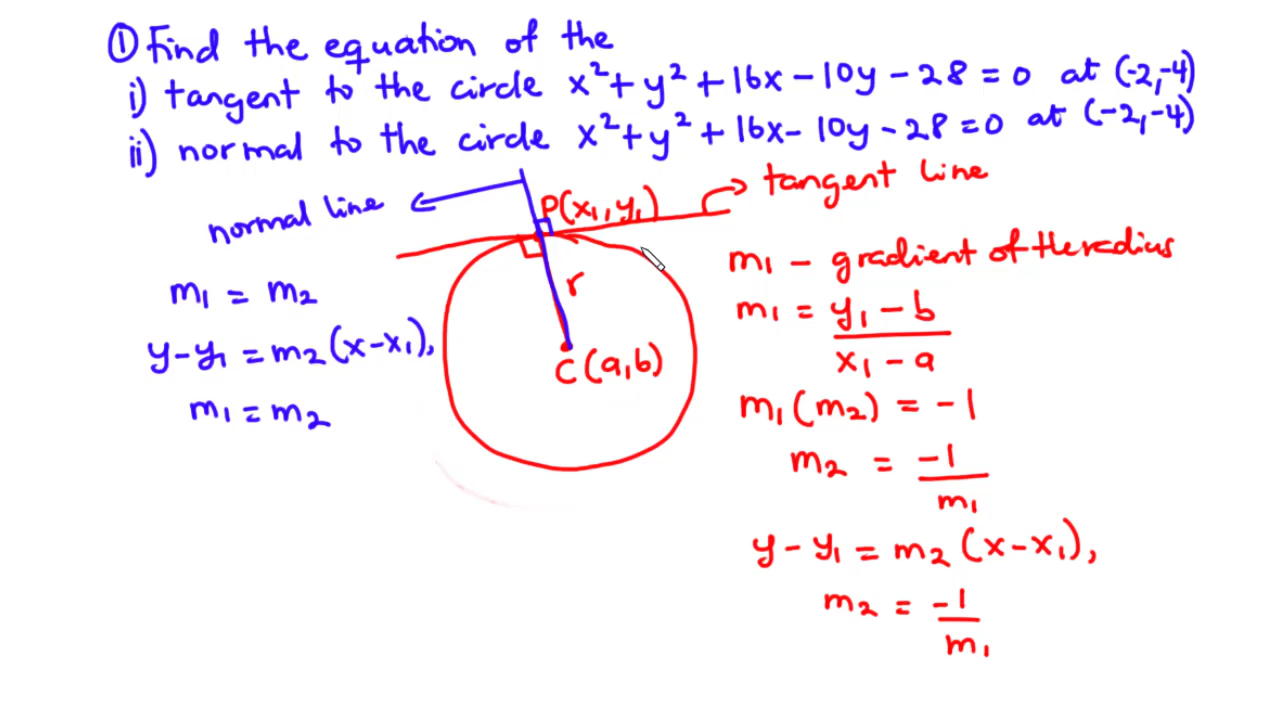 ① Find the equation of the
i) tangent to the circle x²+y²+16x-10y-28=0 at (-2,-4)
ii) normal to the circle x²+y²+16x-10y-28=0 at (-2,-4)
tangent line
normal line
P(x₁,y₁)
m₁ - gradient of the radius
m₁ = m₂
r
m₁ = y₁-b / x₁-a
y-y₁ = m₂(x-x₁),
C(a,b)
m₁ = m₂
m₁(m₂) = -1
m₂ = -1/m₁
y-y₁ = m₂(x-x₁),
m₂ = -1/m₁